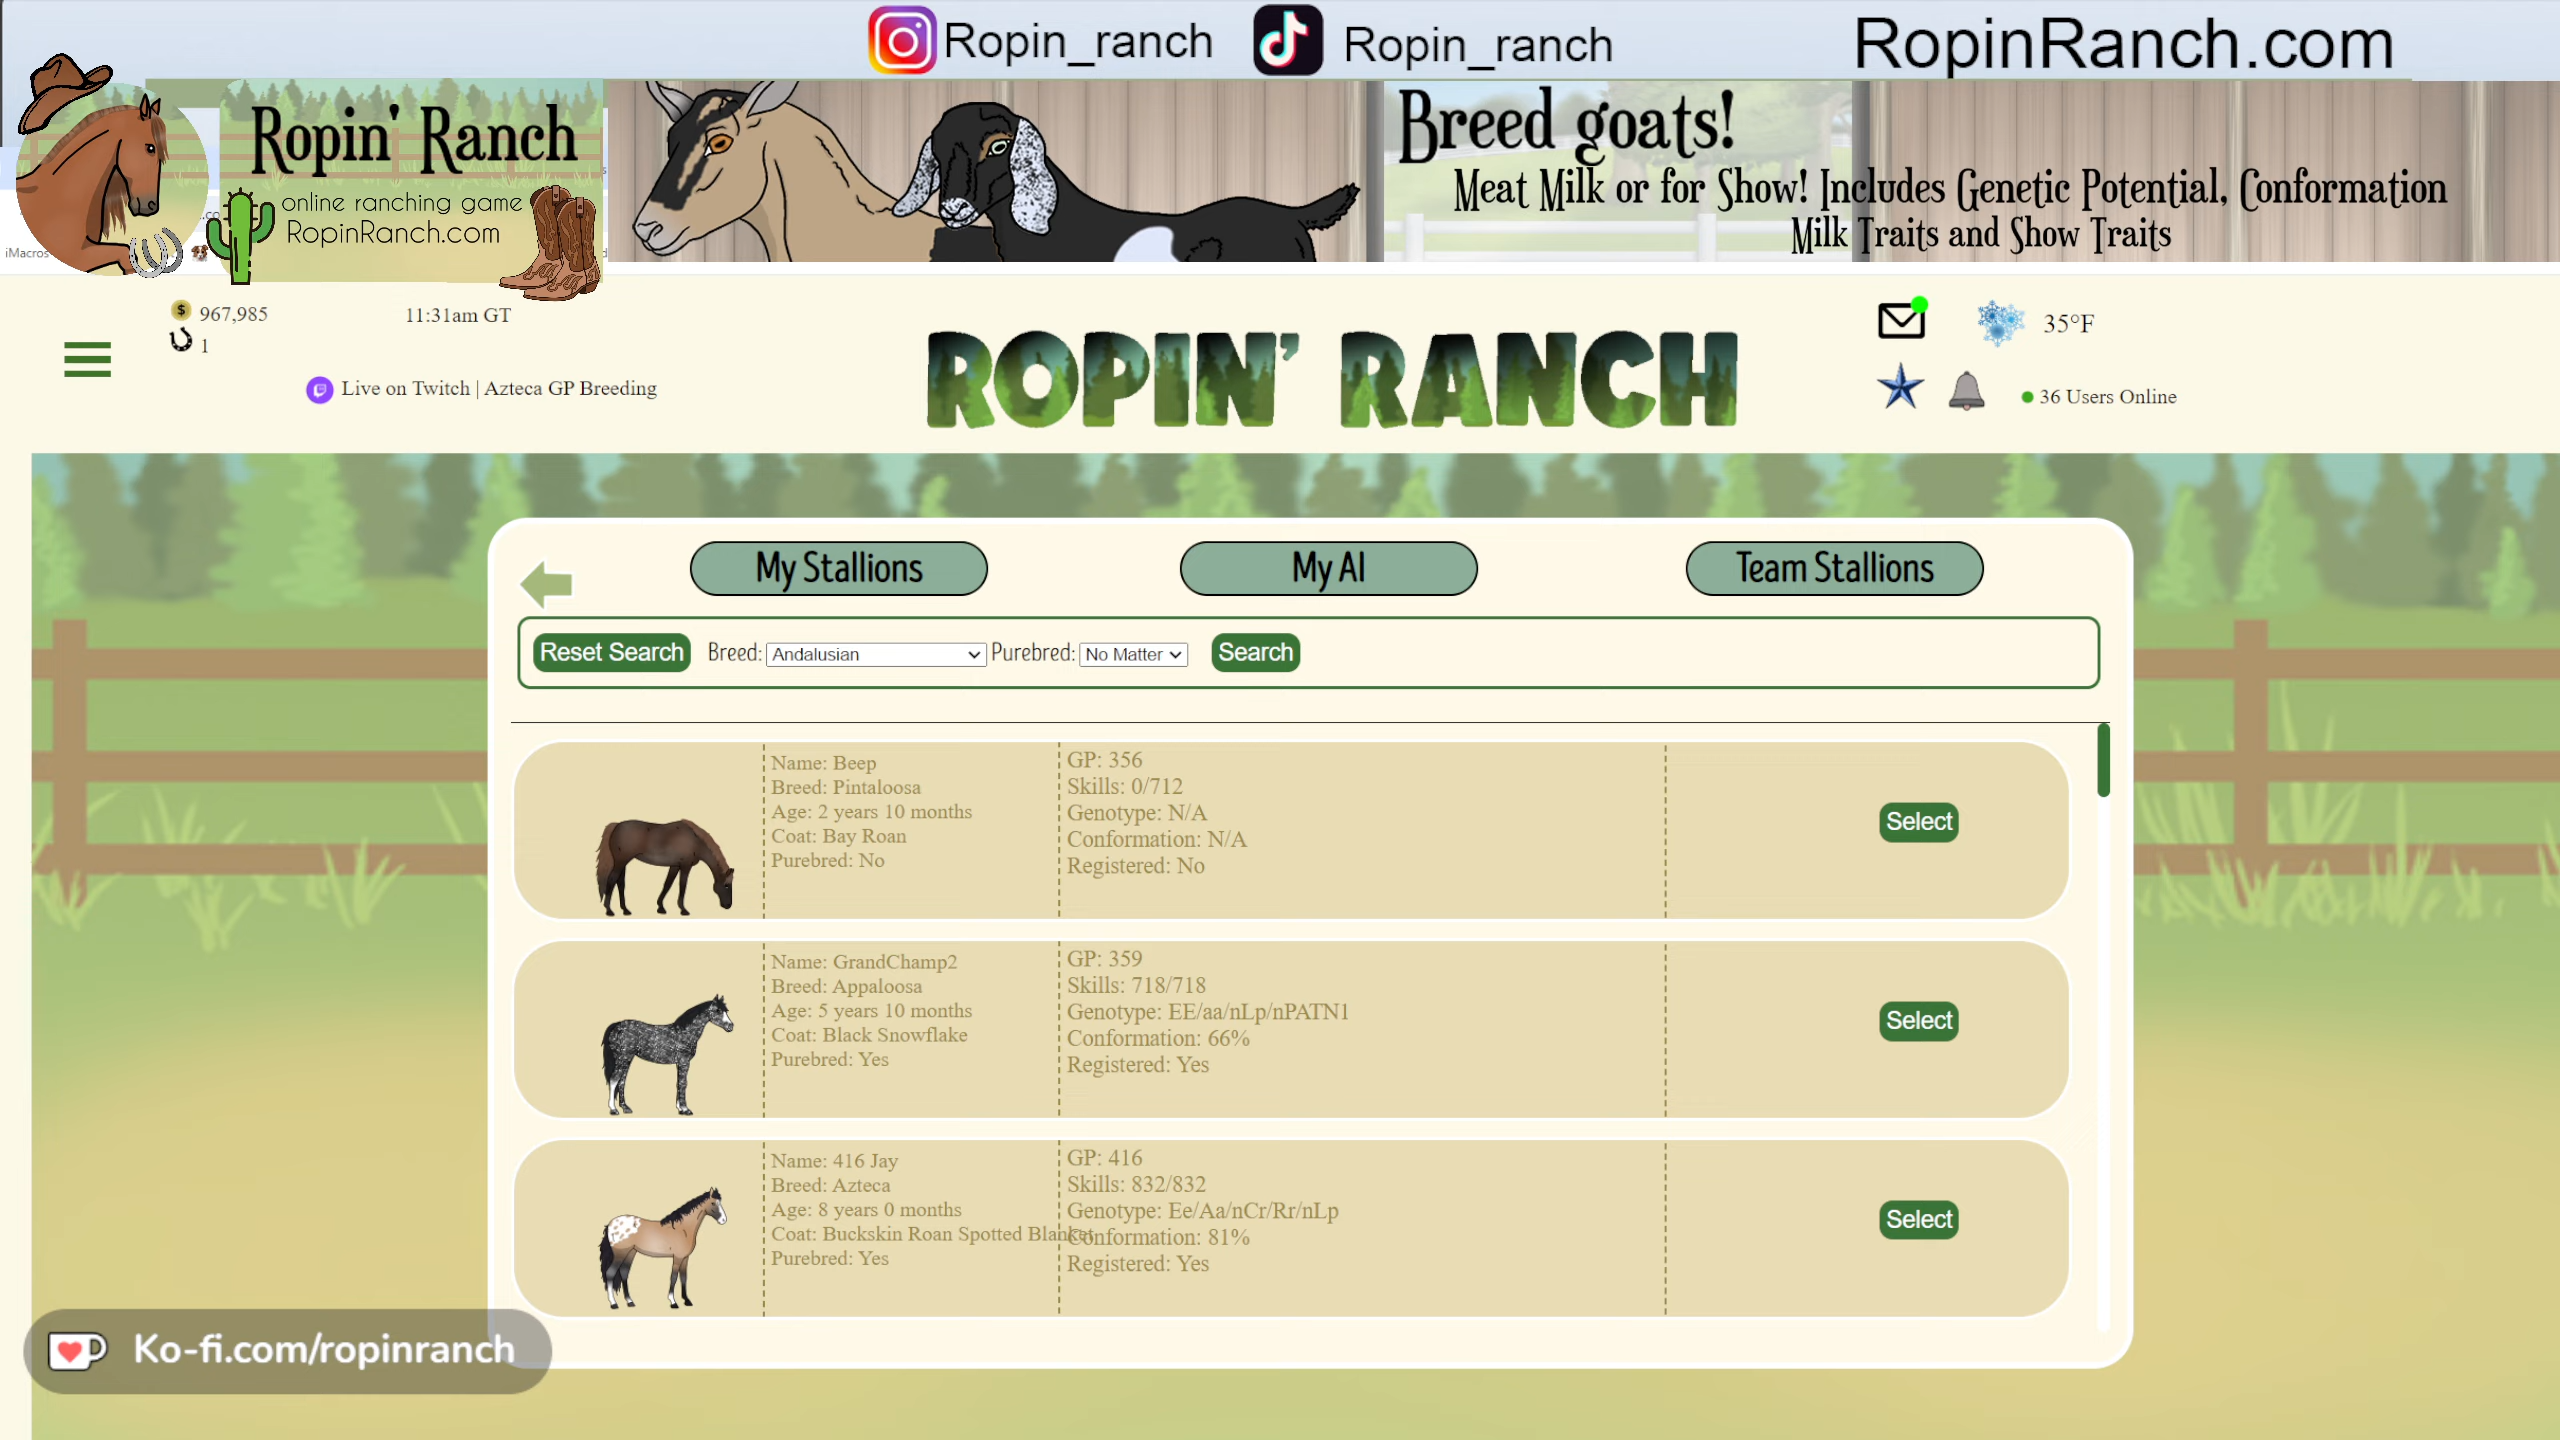 Ropin_ranch
Ropin_ranch
RopinRanch.com
Ropin' Ranch
online ranching game
RopinRanch.com
Breed goats!
Meat Milk or for Show! Includes Genetic Potential, Conformation
Milk Traits and Show Traits
iMacros
967,985
1
11:31am GT
Live on Twitch | Azteca GP Breeding
ROPIN' RANCH
35°F
36 Users Online
My Stallions
My AI
Team Stallions
Reset Search
Breed: Andalusian
Purebred: No Matter
Search
Name: Beep
Breed: Pintaloosa
Age: 2 years 10 months
Coat: Bay Roan
Purebred: No
GP: 356
Skills: 0/712
Genotype: N/A
Conformation: N/A
Registered: No
Select
Name: GrandChamp2
Breed: Appaloosa
Age: 5 years 10 months
Coat: Black Snowflake
Purebred: Yes
GP: 359
Skills: 718/718
Genotype: EE/aa/nLp/nPATN1
Conformation: 66%
Registered: Yes
Select
Name: 416 Jay
Breed: Azteca
Age: 8 years 0 months
Coat: Buckskin Roan Spotted Blanket
Purebred: Yes
GP: 416
Skills: 832/832
Genotype: Ee/Aa/nCr/Rr/nLp
Conformation: 81%
Registered: Yes
Select
Ko-fi.com/ropinranch